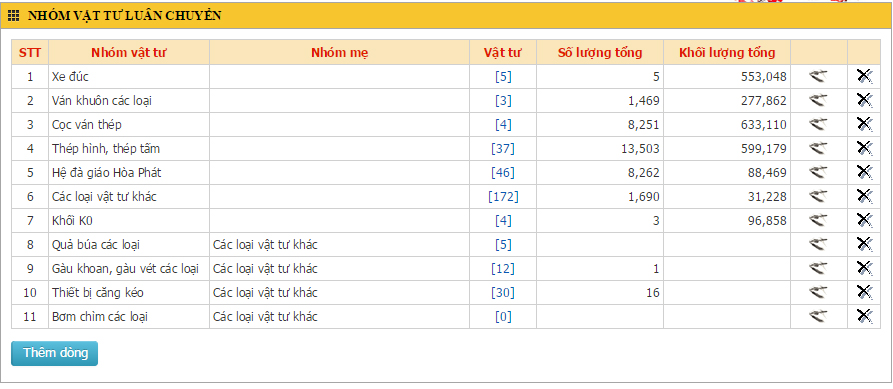 NHÓM VẬT TƯ LUÂN CHUYỂN
STT Nhóm vật tư Nhóm mẹ Vật tư Số lượng tổng Khối lượng tổng
1 Xe đúc [5] 5 553,048
2 Ván khuôn các loại [3] 1,469 277,862
3 Cọc ván thép [4] 8,251 633,110
4 Thép hình, thép tấm [37] 13,503 599,179
5 Hệ đà giáo Hòa Phát [46] 8,262 88,469
6 Các loại vật tư khác [172] 1,690 31,228
7 Khối K0 [4] 3 96,858
8 Quả búa các loại Các loại vật tư khác [5]
9 Gàu khoan, gàu vét các loại Các loại vật tư khác [12] 1
10 Thiết bị căng kéo Các loại vật tư khác [30] 16
11 Bơm chìm các loại Các loại vật tư khác [0]
Thêm dòng